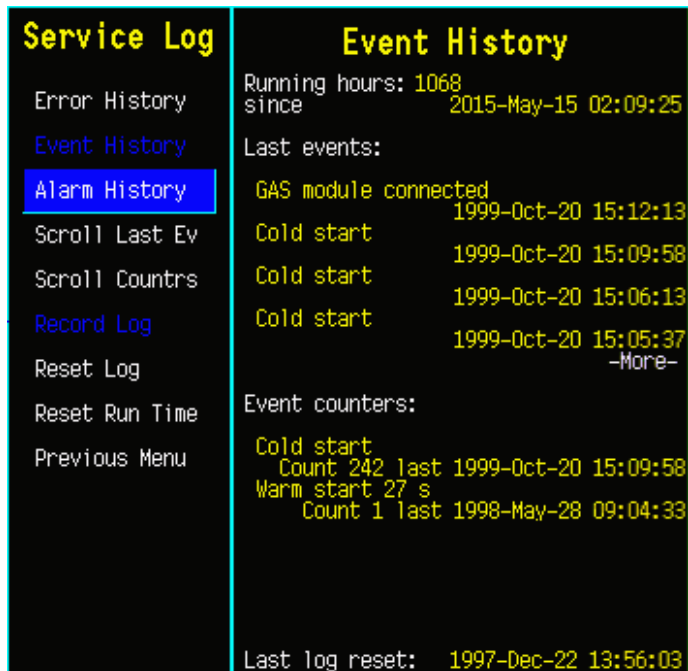 Service Log
Error History
Event History
Alarm History
Scroll Last Ev
Scroll Countrs
Record Log
Reset Log
Reset Run Time
Previous Menu
Event History
Running hours: 1068
since 2015-May-15 02:09:25
Last events:
GAS module connected
1999-Oct-20 15:12:13
Cold start
1999-Oct-20 15:09:58
Cold start
1999-Oct-20 15:06:13
Cold start
1999-Oct-20 15:05:37
-More-
Event counters:
Cold start
Count 242 last 1999-Oct-20 15:09:58
Warm start 27 s
Count 1 last 1998-May-28 09:04:33
Last log reset: 1997-Dec-22 13:56:03